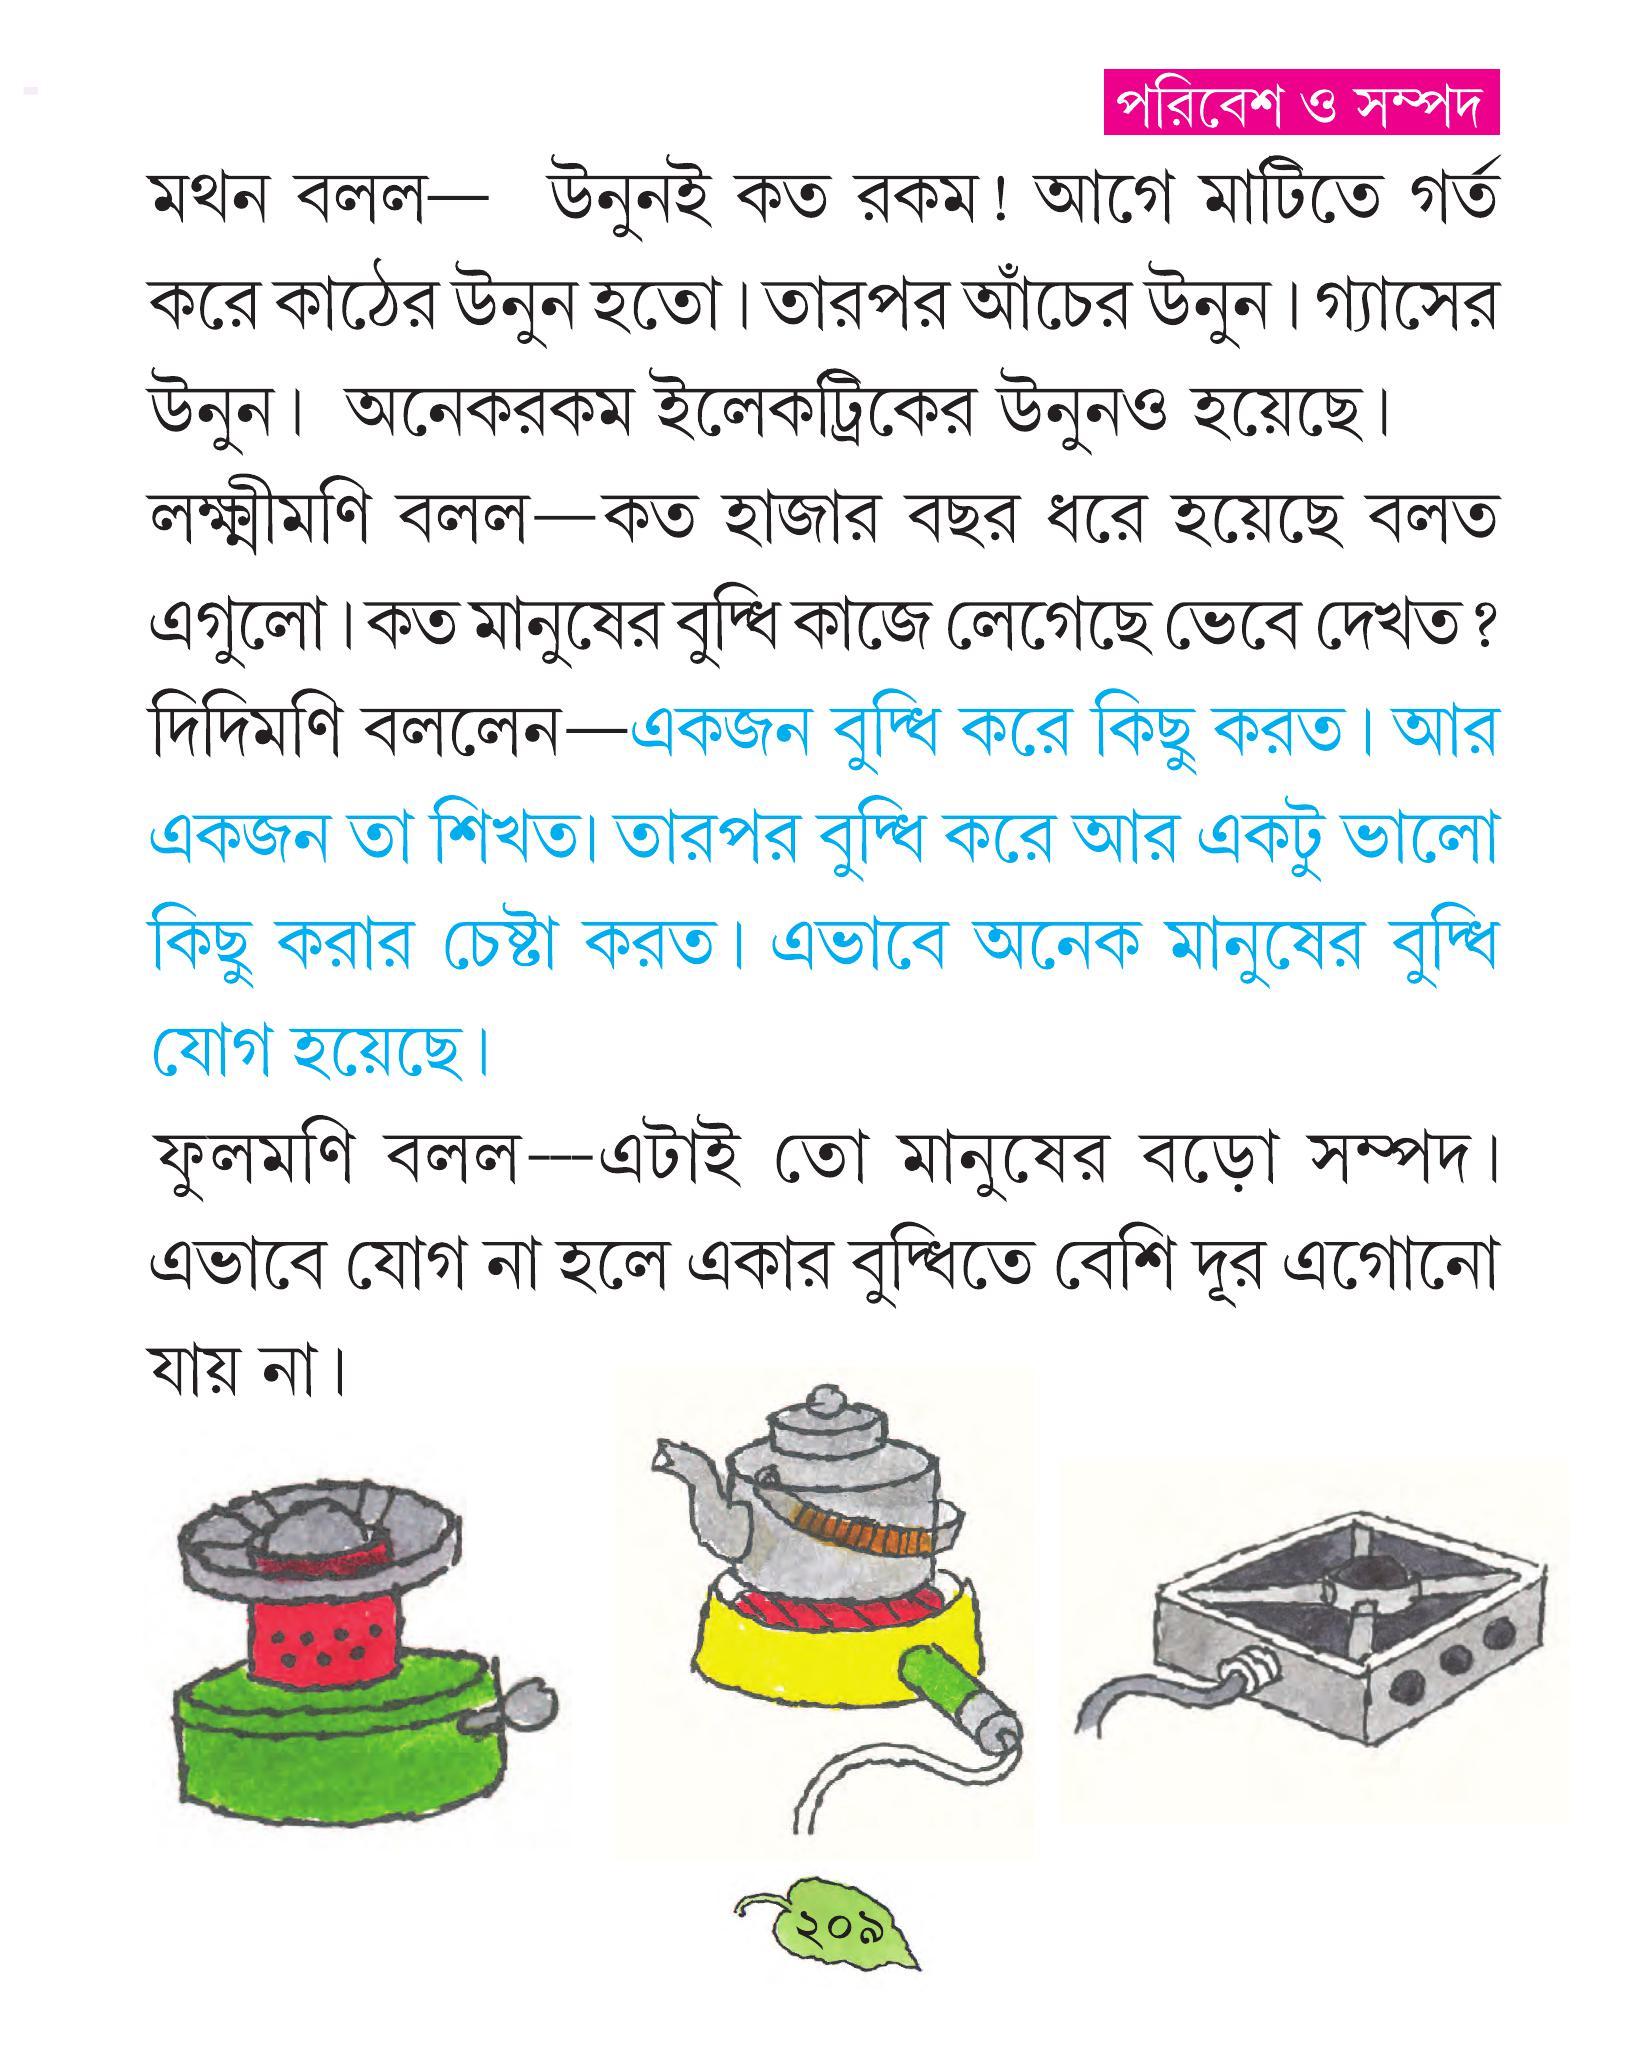 পরিবেশ ও সম্পদ
মথন বলল— উনুনই কত রকম! আগে মাটিতে গর্ত
করে কাঠের উনুন হতো। তারপর আঁচের উনুন। গ্যাসের
উনুন। অনেকরকম ইলেকট্রিকের উনুনও হয়েছে।
লক্ষ্মীমণি বলল—কত হাজার বছর ধরে হয়েছে বলত
এগুলো। কত মানুষের বুদ্ধি কাজে লেগেছে ভেবে দেখত?
দিদিমণি বললেন—একজন বুদ্ধি করে কিছু করত। আর
একজন তা শিখত। তারপর বুদ্ধি করে আর একটু ভালো
কিছু করার চেষ্টা করত। এভাবে অনেক মানুষের বুদ্ধি
যোগ হয়েছে।
ফুলমণি বলল---এটাই তো মানুষের বড়ো সম্পদ।
এভাবে যোগ না হলে একার বুদ্ধিতে বেশি দূর এগোনো
যায় না।
২০৯